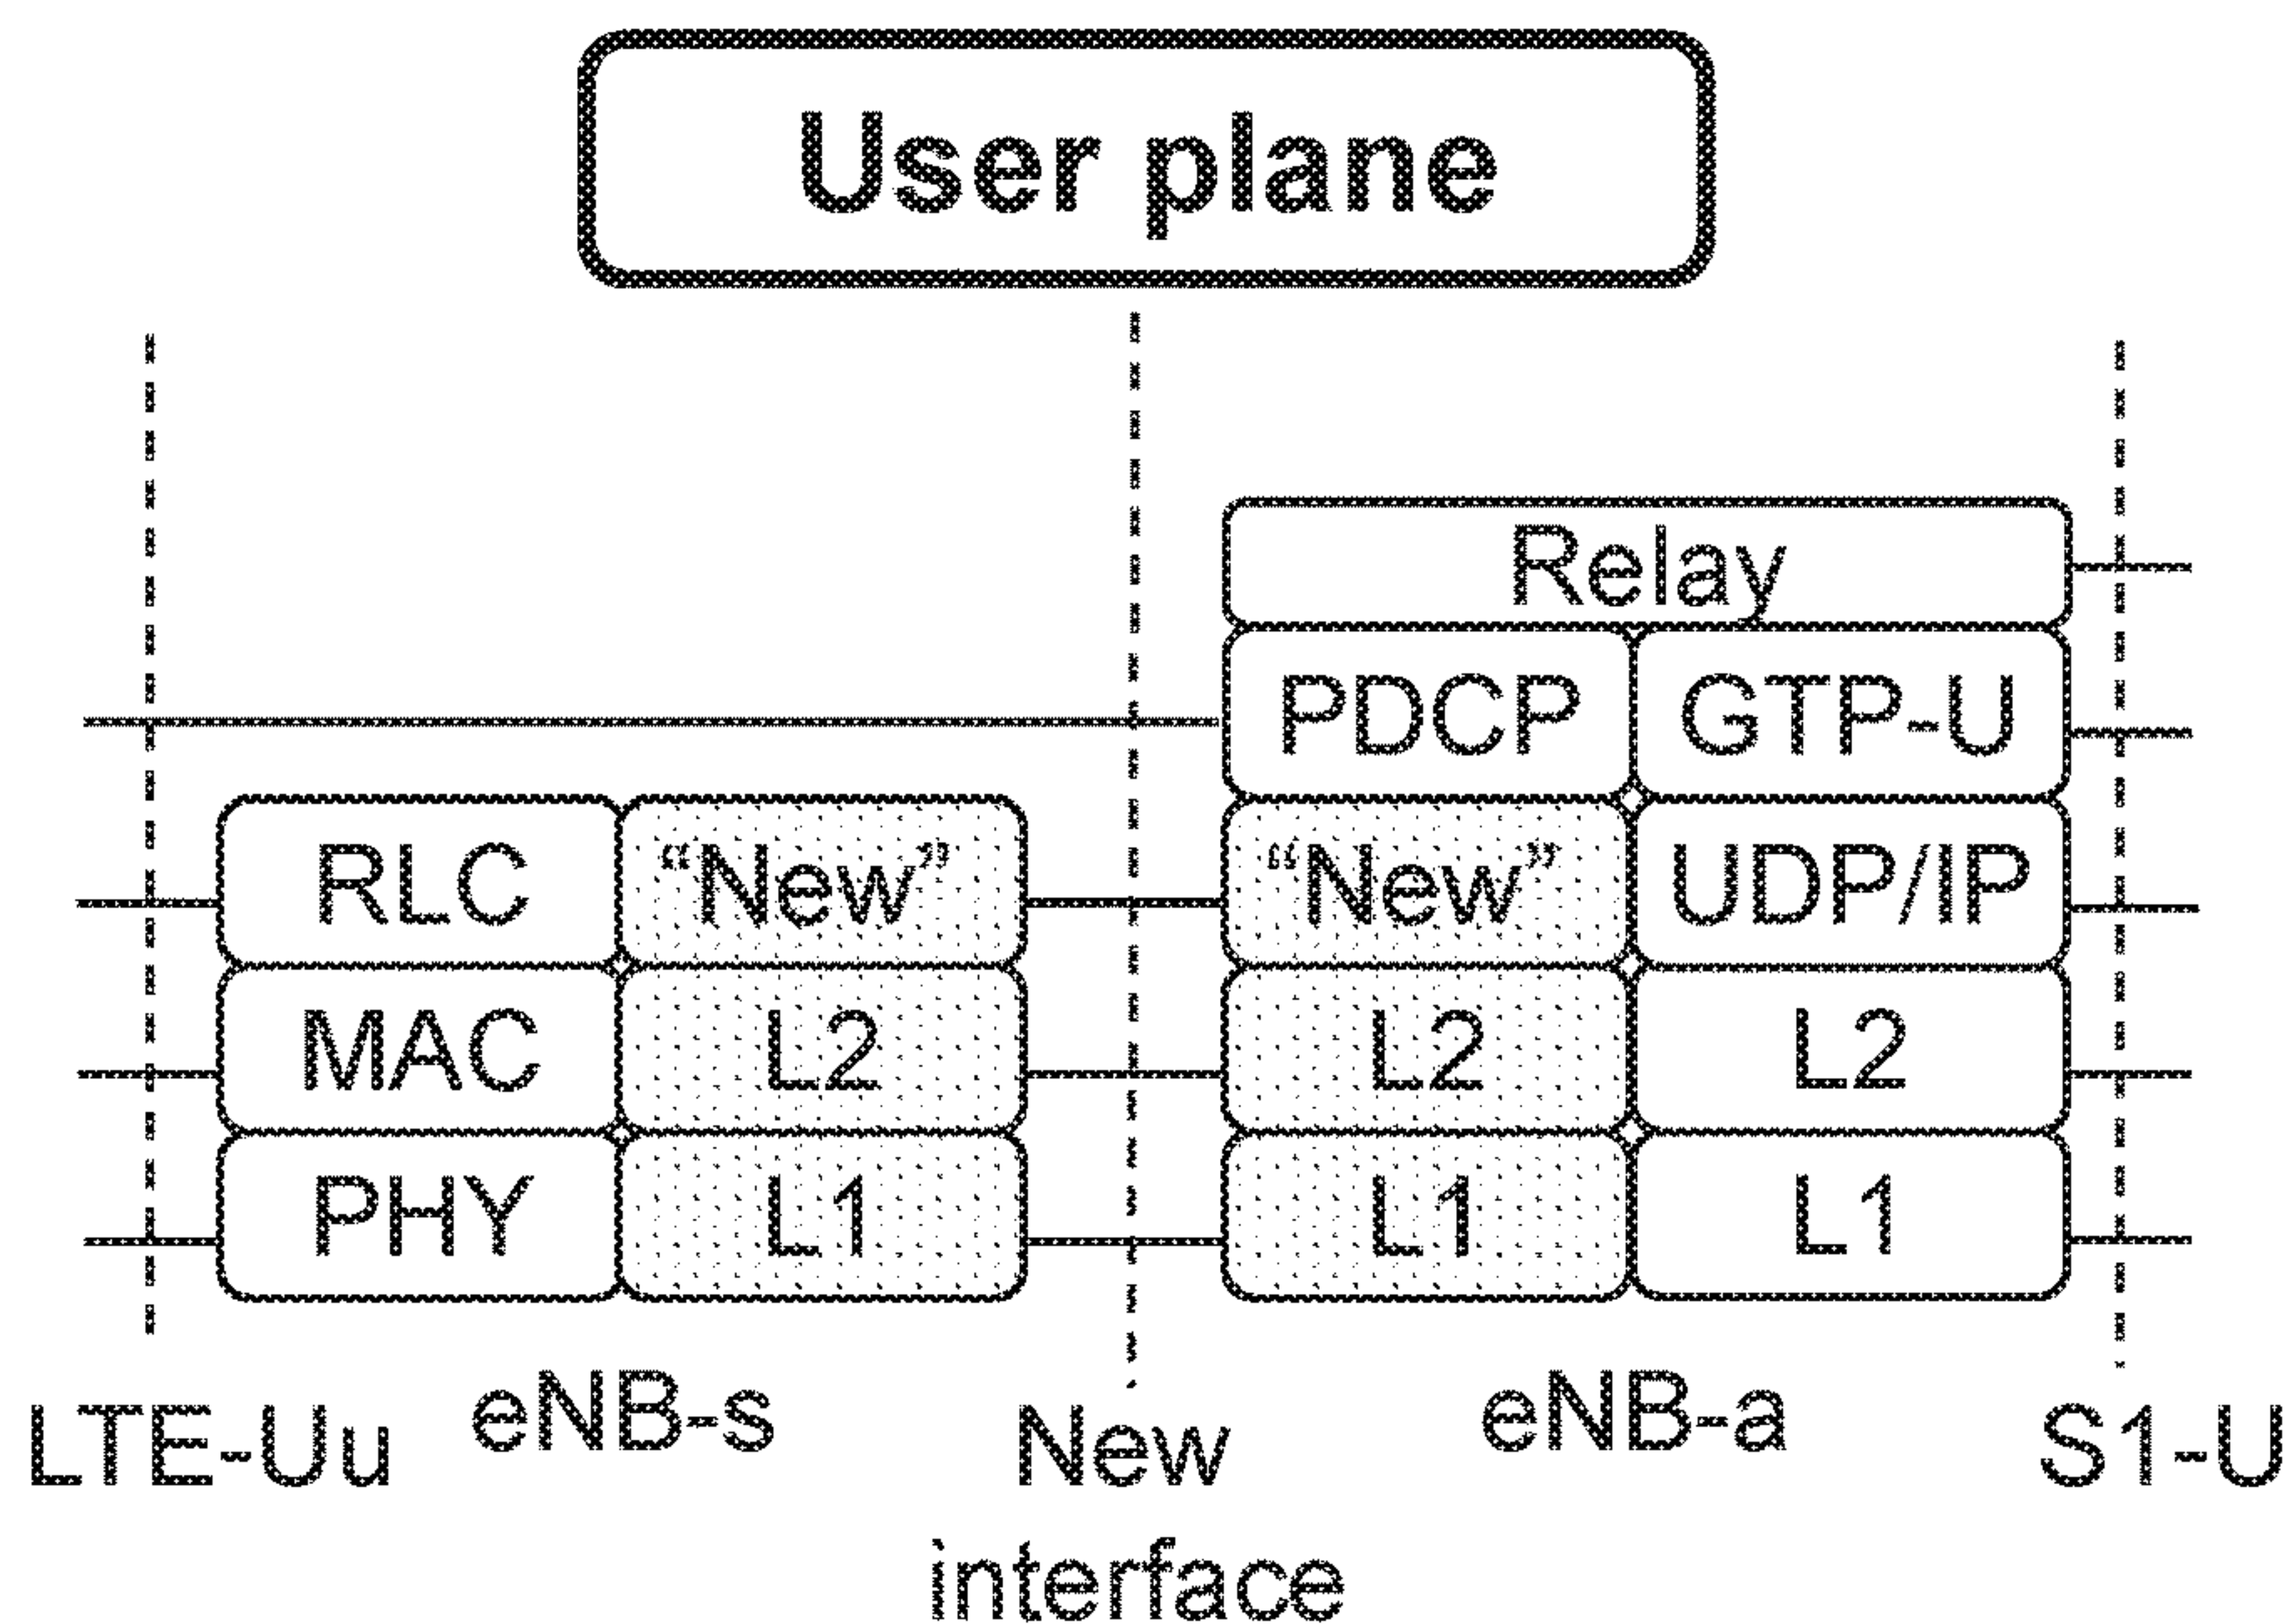 User plane
Relay
PDCP GTP-U
RLC “New” “New” UDP/IP
MAC L2 L2 L2
PHY L1 L1 L1
LTE-Uu eNB-s New interface eNB-a S1-U